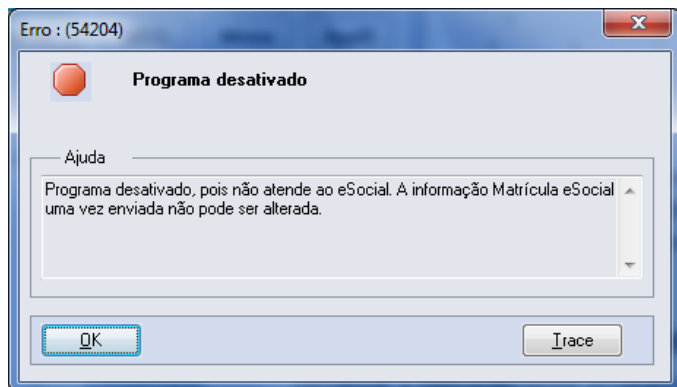 Erro : (54204)
Programa desativado
Ajuda
Programa desativado, pois não atende ao eSocial. A informação Matrícula eSocial
uma vez enviada não pode ser alterada.
OK
Trace